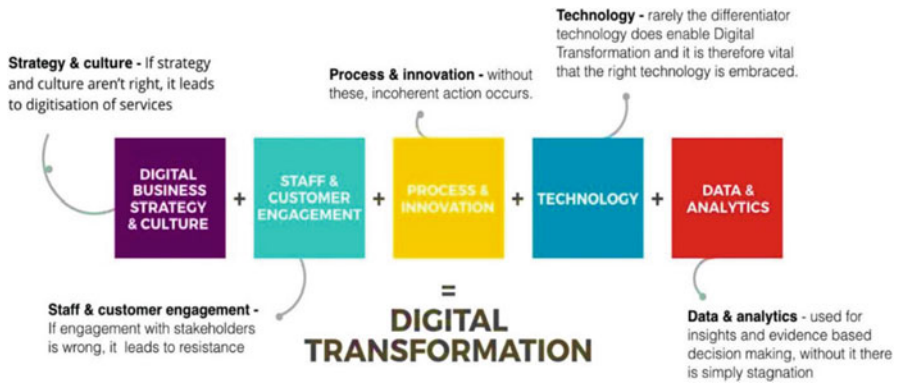 Technology - rarely the differentiator
technology does enable Digital
Transformation and it is therefore vital
that the right technology is embraced.
Strategy & culture - If strategy
and culture aren't right, it leads
to digitisation of services
Process & innovation - without
these, incoherent action occurs.
DIGITAL
BUSINESS
STRATEGY
& CULTURE
+
STAFF &
CUSTOMER
ENGAGEMENT
+
PROCESS &
INNOVATION
+
TECHNOLOGY
+
DATA &
ANALYTICS
Staff & customer engagement -
If engagement with stakeholders
is wrong, it leads to resistance
=
DIGITAL
TRANSFORMATION
Data & analytics - used for
insights and evidence based
decision making, without it there
is simply stagnation